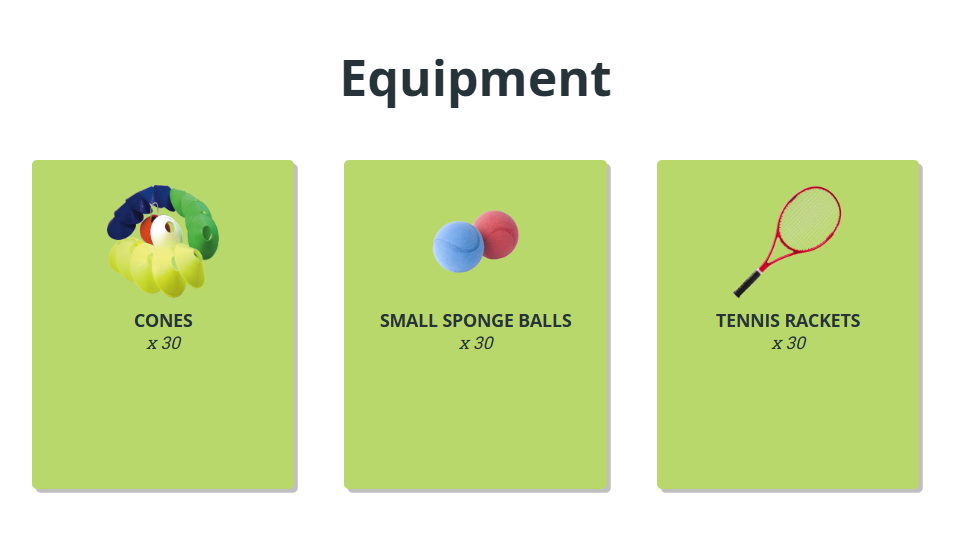 Equipment
CONES
x 30
SMALL SPONGE BALLS
x 30
TENNIS RACKETS
x 30